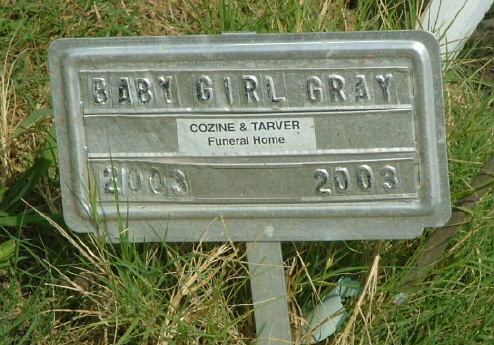 BABY GIRL GRAY
COZINE & TARVER
Funeral Home
2003 2003